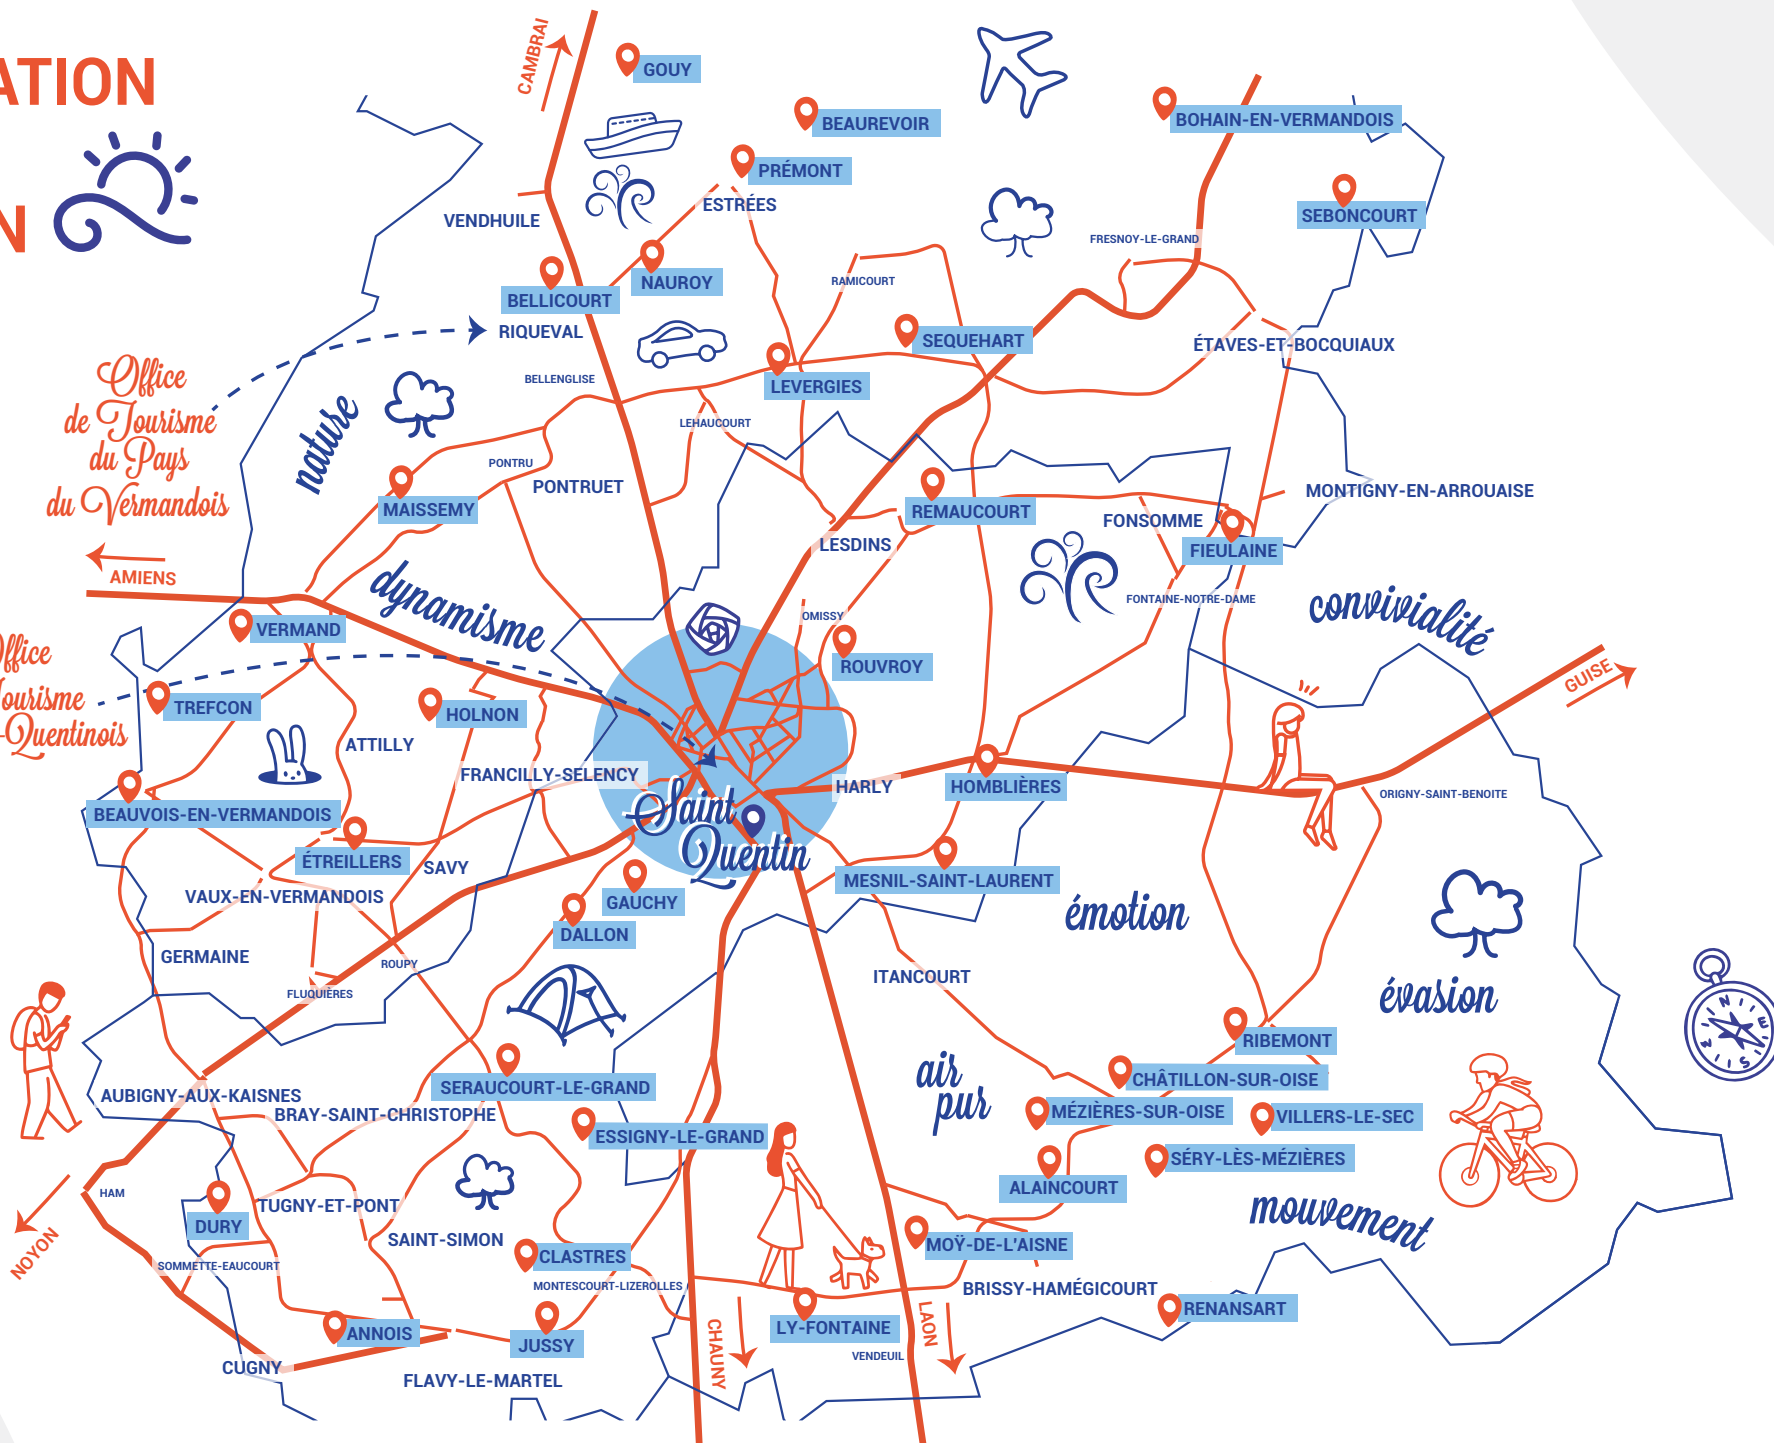 ATION
N
CAMBRAI
GOUY
BEAUREVOIR
BOHAIN-EN-VERMANDOIS
PRÉMONT
ESTRÉES
SEBONCOURT
VENDHUILE
FRESNOY-LE-GRAND
NAUROY
RAMICOURT
BELLICOURT
RIQUEVAL
SEQUEHART
ÉTAVES-ET-BOCQUIAUX
BELLENGLISE
LEVERGIES
Office
de Tourisme
du Pays
du Vermandois
nature
LEHAUCOURT
PONTRU
PONTRUET
MONTIGNY-EN-ARROUAISE
MAISSEMY
REMAUCOURT
FONSOMME
LESDINS
FIEULAINE
AMIENS
dynamisme
FONTAINE-NOTRE-DAME
convivialité
OMISSY
VERMAND
ROUVROY
GUISE
Office
Tourisme
-Quentinois
TREFCON
HOLNON
ATTILLY
FRANCILLY-SELENCY
HARLY
HOMBLIÈRES
ORIGNY-SAINT-BENOITE
BEAUVOIS-EN-VERMANDOIS
Saint
Quentin
ÉTREILLERS
SAVY
MESNIL-SAINT-LAURENT
VAUX-EN-VERMANDOIS
GAUCHY
émotion
DALLON
GERMAINE
ROUPY
ITANCOURT
FLUQUIÈRES
évasion
N
E
S
RIBEMONT
air
pur
CHÂTILLON-SUR-OISE
SERAUCOURT-LE-GRAND
AUBIGNY-AUX-KAISNES
BRAY-SAINT-CHRISTOPHE
MÉZIÈRES-SUR-OISE
VILLERS-LE-SEC
ESSIGNY-LE-GRAND
SÉRY-LÈS-MÉZIÈRES
ALAINCOURT
HAM
TUGNY-ET-PONT
DURY
mouvement
NOYON
SAINT-SIMON
MOŸ-DE-L'AISNE
CLASTRES
SOMMETTE-EAUCOURT
MONTESCOURT-LIZEROLLES
BRISSY-HAMÉGICOURT
RENANSART
LAON
LY-FONTAINE
ANNOIS
JUSSY
CHAUNY
VENDEUIL
CUGNY
FLAVY-LE-MARTEL